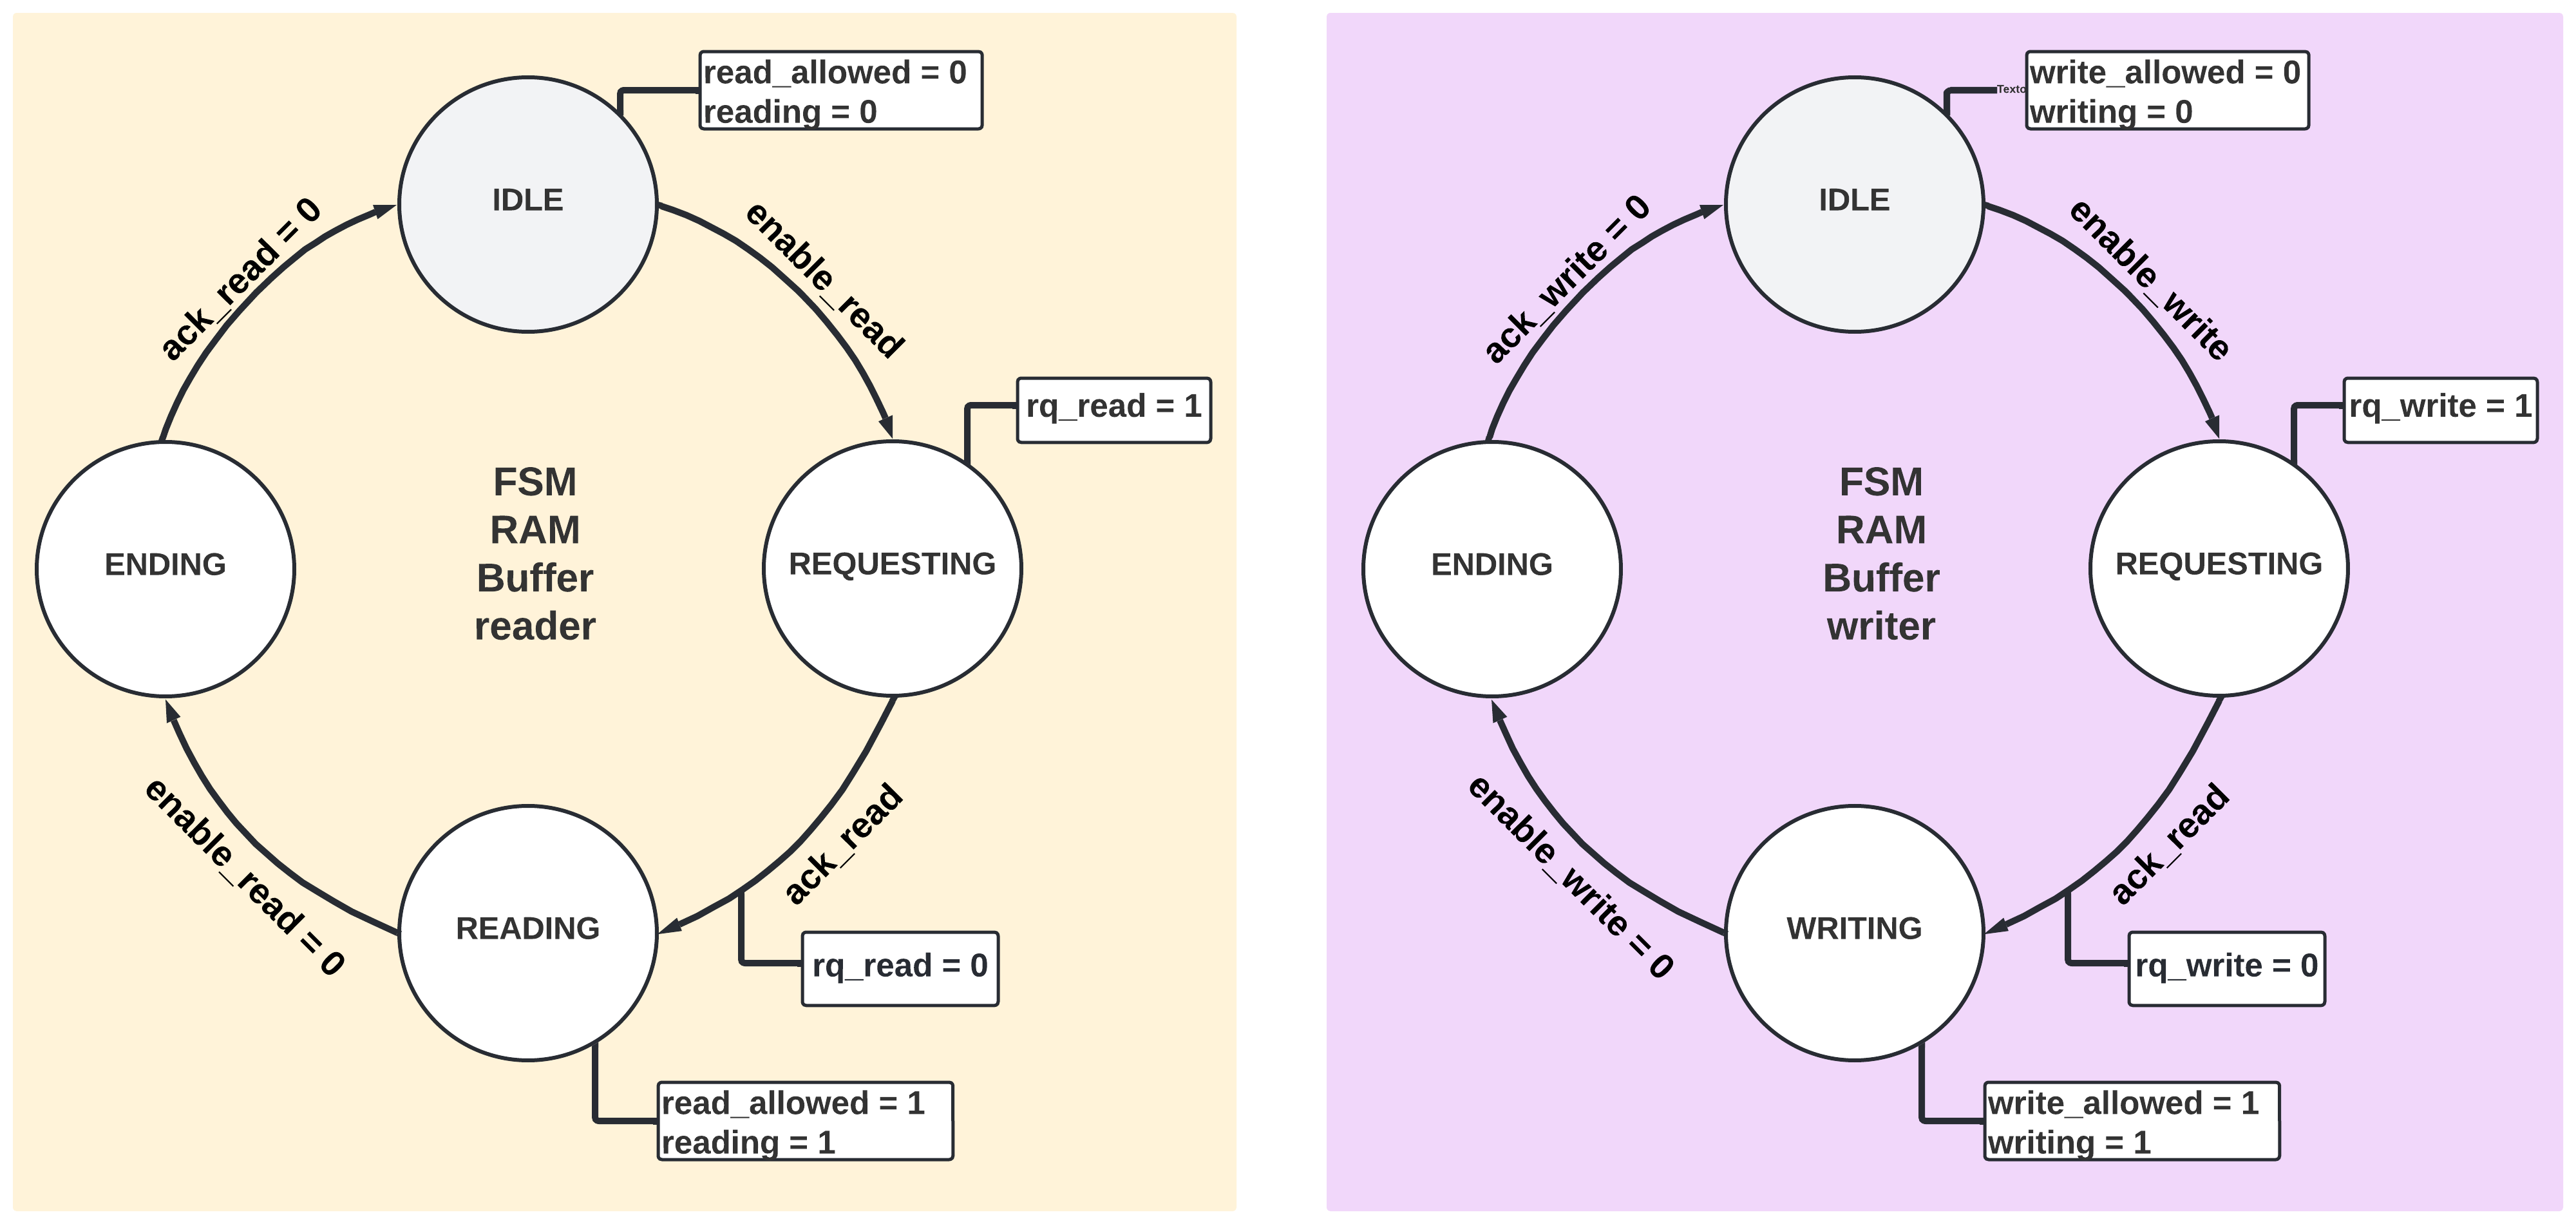 read_allowed = 0
reading = 0
IDLE
ack_read = 0
enable_read
rq_read = 1
FSM
RAM
Buffer
reader
ENDING
REQUESTING
enable_read = 0
ack_read
READING
rq_read = 0
read_allowed = 1
reading = 1
write_allowed = 0
writing = 0
Texto
IDLE
ack_write = 0
enable_write
rq_write = 1
FSM
RAM
Buffer
writer
ENDING
REQUESTING
enable_write = 0
ack_read
WRITING
rq_write = 0
write_allowed = 1
writing = 1